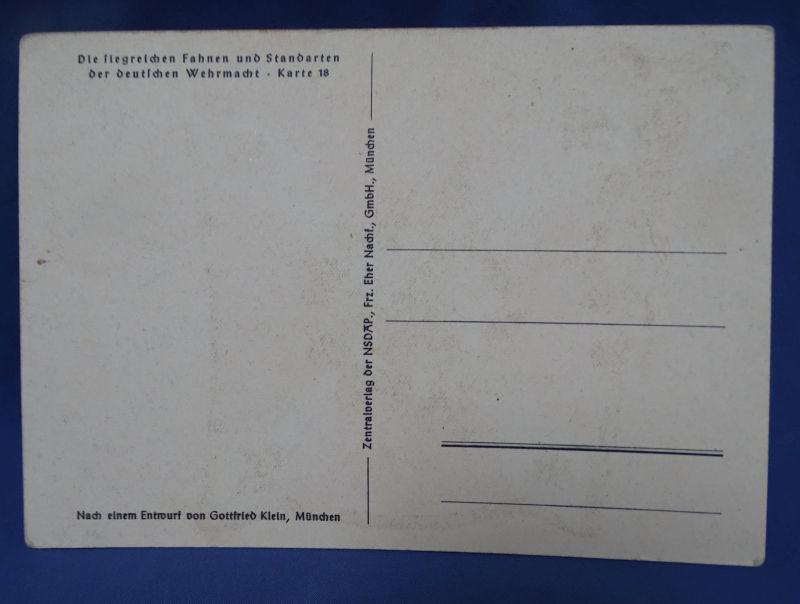 Die siegreichen Fahnen und Standarten
der deutschen Wehrmacht · Karte 18
Zentralverlag der NSDAP., Frz. Eher Nachf., GmbH., München
Nach einem Entwurf von Gottfried Klein, München